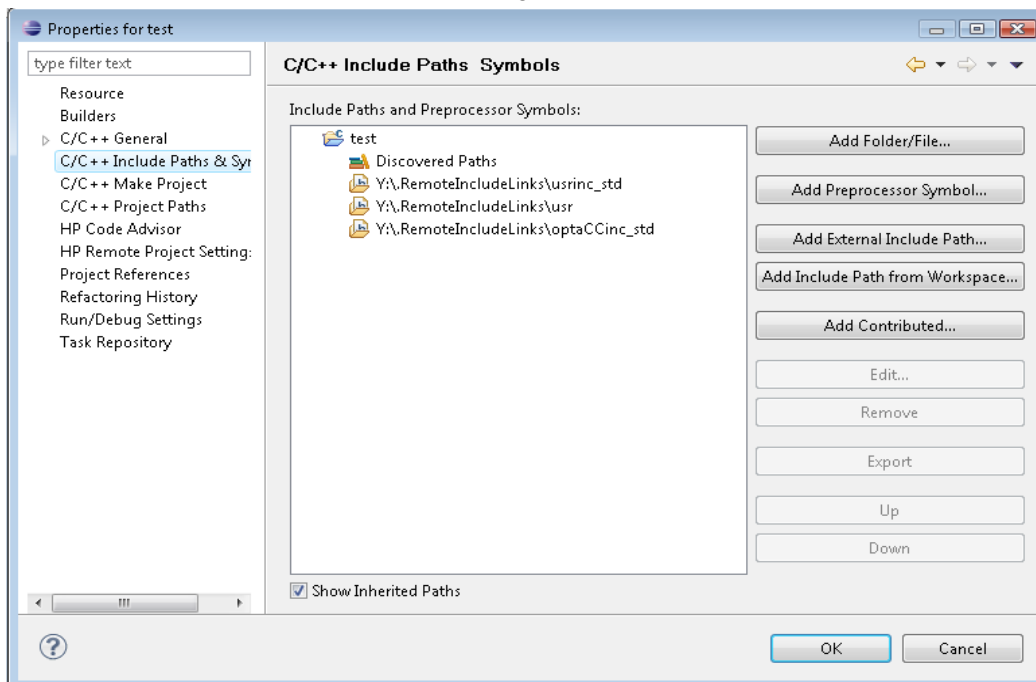 Properties for test
type filter text
Resource
Builders
C/C++ General
C/C++ Include Paths & Syr
C/C++ Make Project
C/C++ Project Paths
HP Code Advisor
HP Remote Project Setting:
Project References
Refactoring History
Run/Debug Settings
Task Repository
C/C++ Include Paths  Symbols
Include Paths and Preprocessor Symbols:
test
Discovered Paths
Y:\.RemoteIncludeLinks\usrinc_std
Y:\.RemoteIncludeLinks\usr
Y:\.RemoteIncludeLinks\optaCCinc_std
Add Folder/File...
Add Preprocessor Symbol...
Add External Include Path...
Add Include Path from Workspace...
Add Contributed...
Edit...
Remove
Export
Up
Down
Show Inherited Paths
OK
Cancel